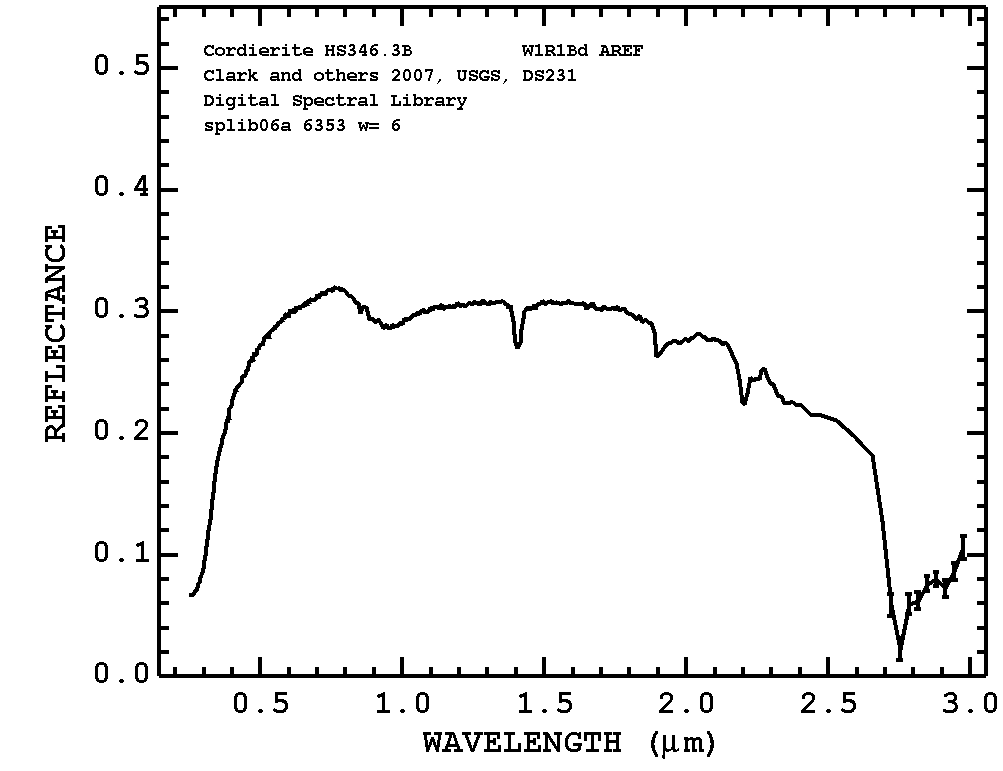 Cordierite HS346.3B W1R1Bd AREF
Clark and others 2007, USGS, DS231
Digital Spectral Library
splib06a 6353 w= 6
0.5
0.4
0.3
0.2
0.1
0.0
REFLECTANCE
0.5 1.0 1.5 2.0 2.5 3.0
WAVELENGTH (μm)